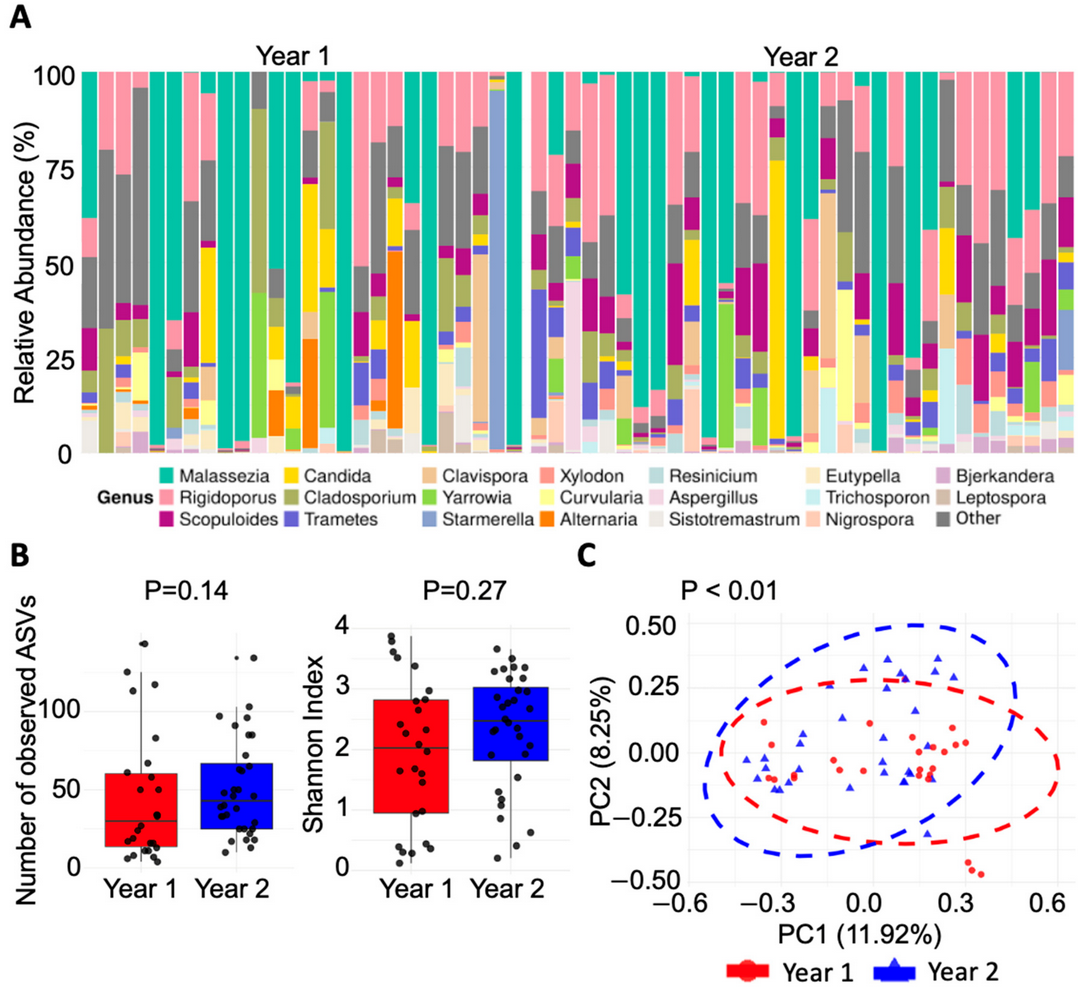 A
Year 1 Year 2
Relative Abundance (%)
100
75
50
25
0
Genus
Malassezia Candida Clavispora Xylodon Resinicium Eutypella Bjerkandera
Rigidoporus Cladosporium Yarrowia Curvularia Aspergillus Trichosporon Leptospora
Scopuloides Trametes Starmerella Alternaria Sistotremastrum Nigrospora Other
B
P=0.14
Number of observed ASVs
100
50
0
Year 1 Year 2
P=0.27
Shannon Index
4
3
2
1
0
Year 1 Year 2
C
P < 0.01
PC2 (8.25%)
0.50
0.25
0.00
−0.25
−0.50
−0.6 −0.3 0.0 0.3 0.6
PC1 (11.92%)
Year 1 Year 2